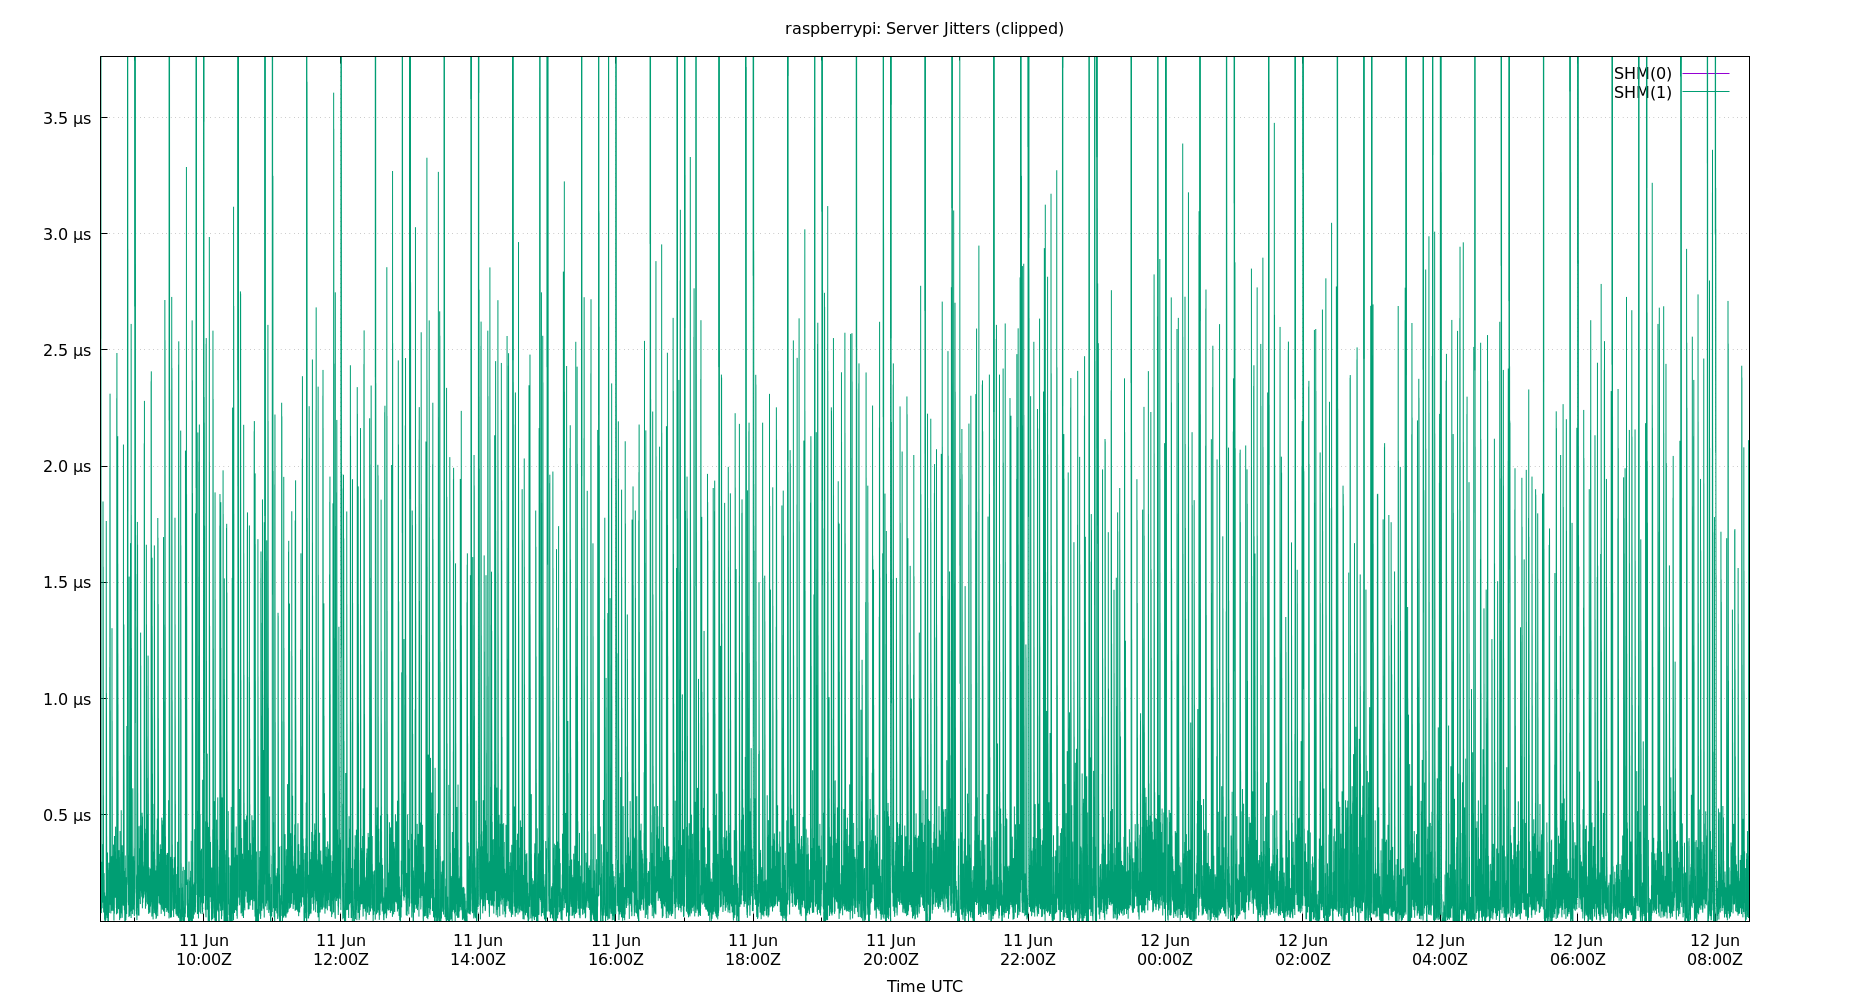 raspberrypi: Server Jitters (clipped)
SHM(0)
SHM(1)
3.5 µs
3.0 µs
2.5 µs
2.0 µs
1.5 µs
1.0 µs
0.5 µs
11 Jun 11 Jun 11 Jun 11 Jun 11 Jun 11 Jun 11 Jun 12 Jun 12 Jun 12 Jun 12 Jun 12 Jun
10:00Z 12:00Z 14:00Z 16:00Z 18:00Z 20:00Z 22:00Z 00:00Z 02:00Z 04:00Z 06:00Z 08:00Z
Time UTC